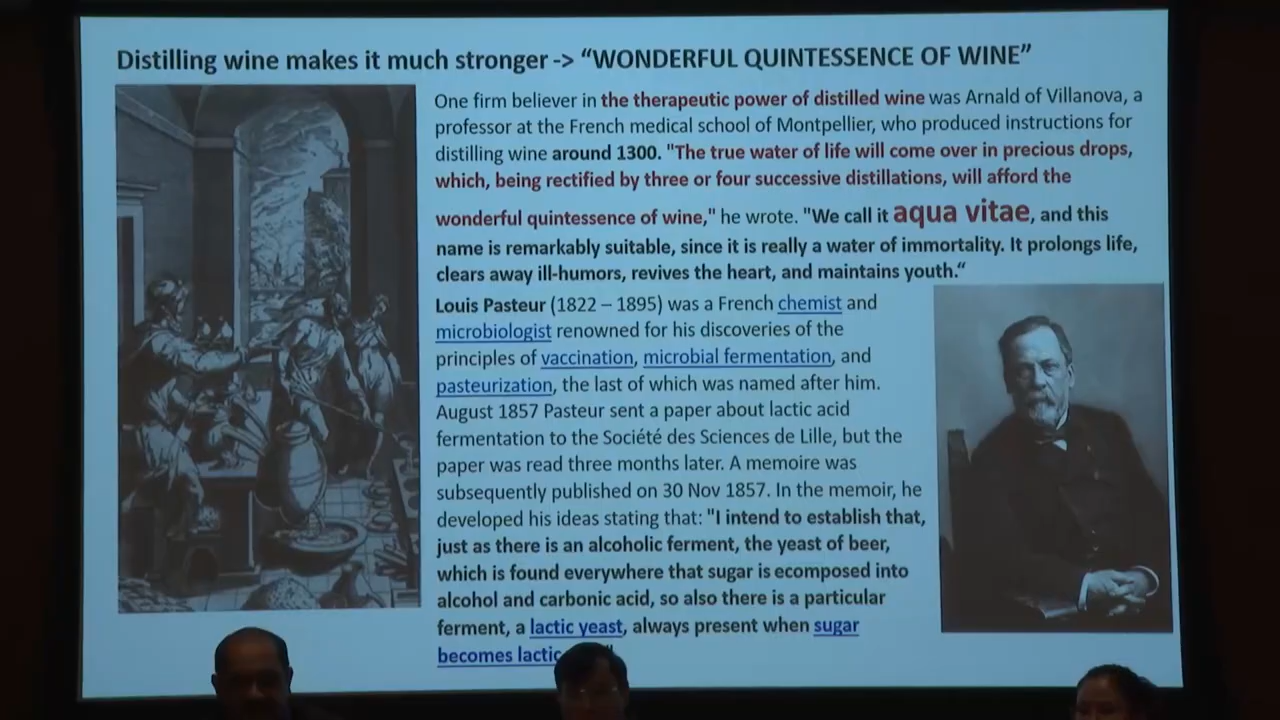 Distilling wine makes it much stronger -> “WONDERFUL QUINTESSENCE OF WINE”
One firm believer in the therapeutic power of distilled wine was Arnald of Villanova, a
professor at the French medical school of Montpellier, who produced instructions for
distilling wine around 1300. "The true water of life will come over in precious drops,
which, being rectified by three or four successive distillations, will afford the
wonderful quintessence of wine," he wrote. "We call it aqua vitae, and this
name is remarkably suitable, since it is really a water of immortality. It prolongs life,
clears away ill-humors, revives the heart, and maintains youth.“
Louis Pasteur (1822 – 1895) was a French chemist and
microbiologist renowned for his discoveries of the
principles of vaccination, microbial fermentation, and
pasteurization, the last of which was named after him.
August 1857 Pasteur sent a paper about lactic acid
fermentation to the Société des Sciences de Lille, but the
paper was read three months later. A memoire was
subsequently published on 30 Nov 1857. In the memoir, he
developed his ideas stating that: "I intend to establish that,
just as there is an alcoholic ferment, the yeast of beer,
which is found everywhere that sugar is ecomposed into
alcohol and carbonic acid, so also there is a particular
ferment, a lactic yeast, always present when sugar
becomes lactic